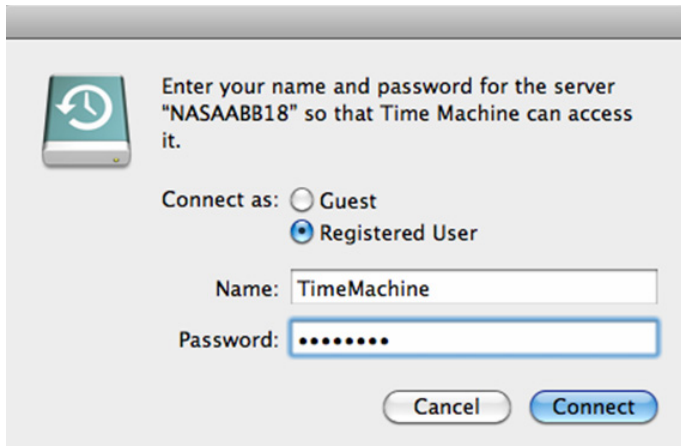 Enter your name and password for the server
“NASAABB18” so that Time Machine can access
it.
Connect as: Guest
Registered User
Name: TimeMachine
Password: ••••••••
Cancel Connect